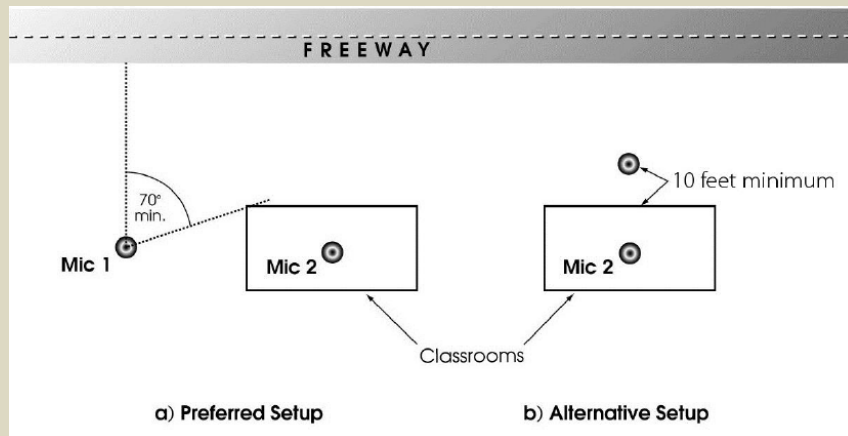 FREEWAY
70°
min.
Mic 1
Mic 2
10 feet minimum
Mic 2
Classrooms
a) Preferred Setup
b) Alternative Setup